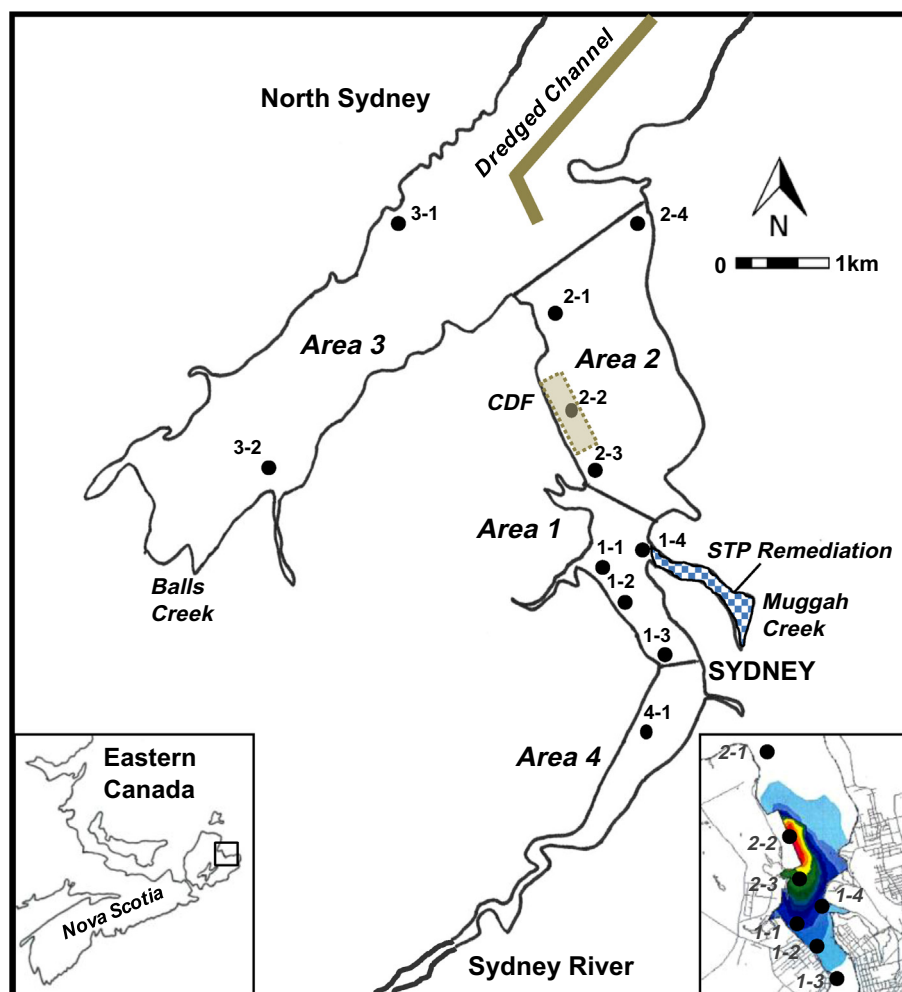 North Sydney
Dredged Channel
3-1
2-4
N
0
1km
2-1
Area 3
Area 2
CDF
2-2
3-2
2-3
Area 1
1-4
1-1
STP Remediation
1-2
Balls
Creek
Muggah
Creek
1-3
SYDNEY
4-1
Area 4
Eastern
Canada
Nova Scotia
Sydney River
2-1
2-2
2-3
1-4
1-1
1-2
1-3